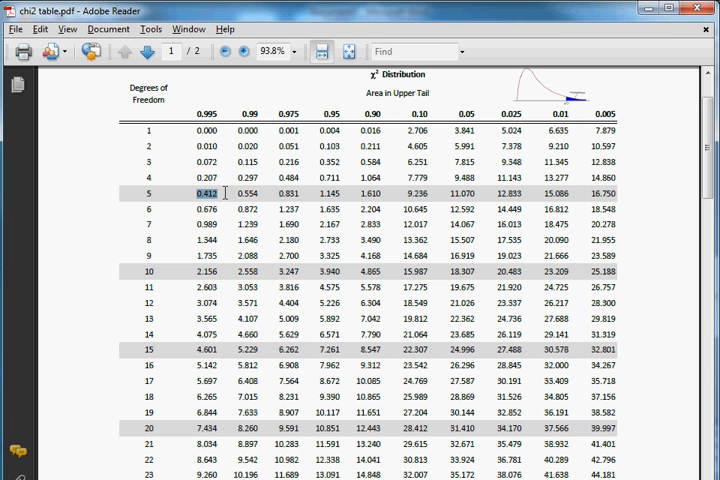 chi2 table.pdf - Adobe Reader
File Edit View Document Tools Window Help
1 / 2 93.8% Find
χ² Distribution
Degrees of Freedom
Area in Upper Tail
0.995 0.99 0.975 0.95 0.90 0.10 0.05 0.025 0.01 0.005
1 0.000 0.000 0.001 0.004 0.016 2.706 3.841 5.024 6.635 7.879
2 0.010 0.020 0.051 0.103 0.211 4.605 5.991 7.378 9.210 10.597
3 0.072 0.115 0.216 0.352 0.584 6.251 7.815 9.348 11.345 12.838
4 0.207 0.297 0.484 0.711 1.064 7.779 9.488 11.143 13.277 14.860
5 0.412 0.554 0.831 1.145 1.610 9.236 11.070 12.833 15.086 16.750
6 0.676 0.872 1.237 1.635 2.204 10.645 12.592 14.449 16.812 18.548
7 0.989 1.239 1.690 2.167 2.833 12.017 14.067 16.013 18.475 20.278
8 1.344 1.646 2.180 2.733 3.490 13.362 15.507 17.535 20.090 21.955
9 1.735 2.088 2.700 3.325 4.168 14.684 16.919 19.023 21.666 23.589
10 2.156 2.558 3.247 3.940 4.865 15.987 18.307 20.483 23.209 25.188
11 2.603 3.053 3.816 4.575 5.578 17.275 19.675 21.920 24.725 26.757
12 3.074 3.571 4.404 5.226 6.304 18.549 21.026 23.337 26.217 28.300
13 3.565 4.107 5.009 5.892 7.042 19.812 22.362 24.736 27.688 29.819
14 4.075 4.660 5.629 6.571 7.790 21.064 23.685 26.119 29.141 31.319
15 4.601 5.229 6.262 7.261 8.547 22.307 24.996 27.488 30.578 32.801
16 5.142 5.812 6.908 7.962 9.312 23.542 26.296 28.845 32.000 34.267
17 5.697 6.408 7.564 8.672 10.085 24.769 27.587 30.191 33.409 35.718
18 6.265 7.015 8.231 9.390 10.865 25.989 28.869 31.526 34.805 37.156
19 6.844 7.633 8.907 10.117 11.651 27.204 30.144 32.852 36.191 38.582
20 7.434 8.260 9.591 10.851 12.443 28.412 31.410 34.170 37.566 39.997
21 8.034 8.897 10.283 11.591 13.240 29.615 32.671 35.479 38.932 41.401
22 8.643 9.542 10.982 12.338 14.041 30.813 33.924 36.781 40.289 42.796
23 9.260 10.196 11.689 13.091 14.848 32.007 35.172 38.076 41.638 44.181